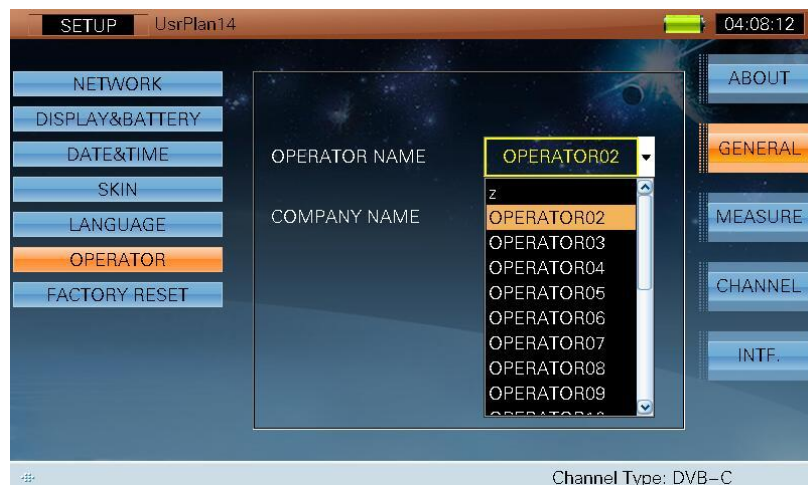 SETUP UsrPlan14 04:08:12
NETWORK
DISPLAY&BATTERY
DATE&TIME
SKIN
LANGUAGE
OPERATOR
FACTORY RESET
OPERATOR NAME OPERATOR02
COMPANY NAME
z
OPERATOR02
OPERATOR03
OPERATOR04
OPERATOR05
OPERATOR06
OPERATOR07
OPERATOR08
OPERATOR09
ABOUT
GENERAL
MEASURE
CHANNEL
INTF.
Channel Type: DVB-C